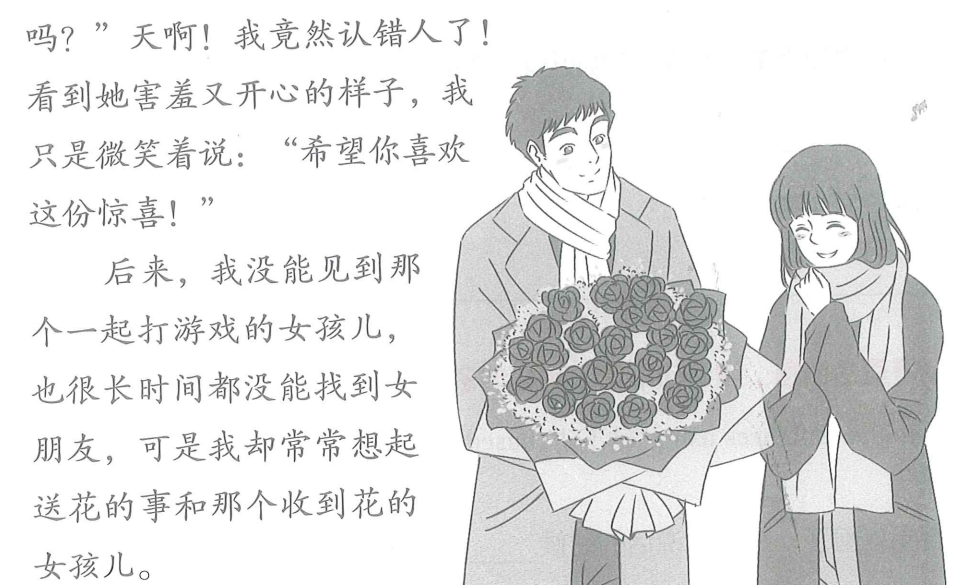 吗？”天啊！我竟然认错人了！
看到她害羞又开心的样子，我
只是微笑着说：“希望你喜欢
这份惊喜！”
后来，我没能见到那
个一起打游戏的女孩儿，
也很长时间都没能找到女
朋友，可是我却常常想起
送花的事和那个收到花的
女孩儿。